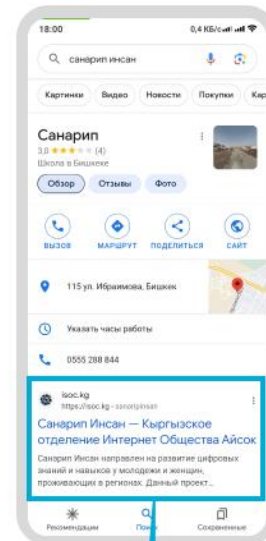 18:00
0,4 КБ/с
санарип инсан
Картинки Видео Новости Покупки Кар
Санарип
3,0 ★★★★★ (4)
Школа в Бишкеке
Обзор Отзывы Фото
ВЫЗОВ МАРШРУТ ПОДЕЛИТЬСЯ САЙТ
115 ул. Ибраимова, Бишкек
Указать часы работы
0555 288 844
isoc.kg
https://isoc.kg › sanaripinsan
Санарип Инсан — Кыргызское
отделение Интернет Общества Айсок
Санарип Инсан направлен на развитие цифровых
знаний и навыков у молодежи и женщин,
проживающих в регионах. Данный проект...
Рекомендации Поиск Сохраненные